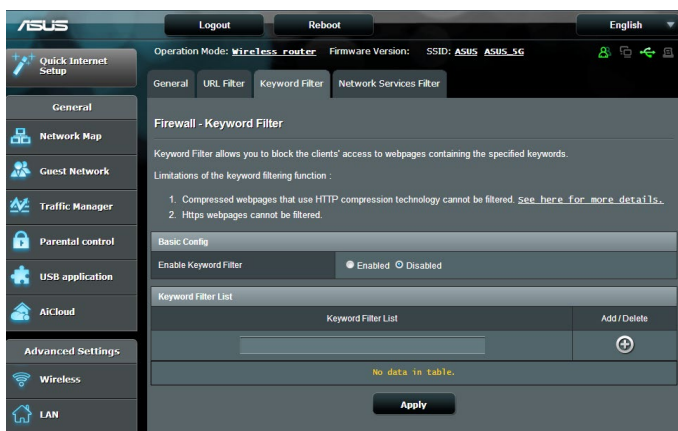 ASUS
Logout
Reboot
English
Quick Internet
Setup
General
Network Map
Guest Network
Traffic Manager
Parental control
USB application
AiCloud
Advanced Settings
Wireless
LAN
Operation Mode: Wireless router Firmware Version: SSID: ASUS ASUS_5G
General URL Filter Keyword Filter Network Services Filter
Firewall - Keyword Filter
Keyword Filter allows you to block the clients' access to webpages containing the specified keywords.
Limitations of the keyword filtering function :
1. Compressed webpages that use HTTP compression technology cannot be filtered. See here for more details.
2. Https webpages cannot be filtered.
Basic Config
Enable Keyword Filter Enabled Disabled
Keyword Filter List
Keyword Filter List Add / Delete
No data in table.
Apply